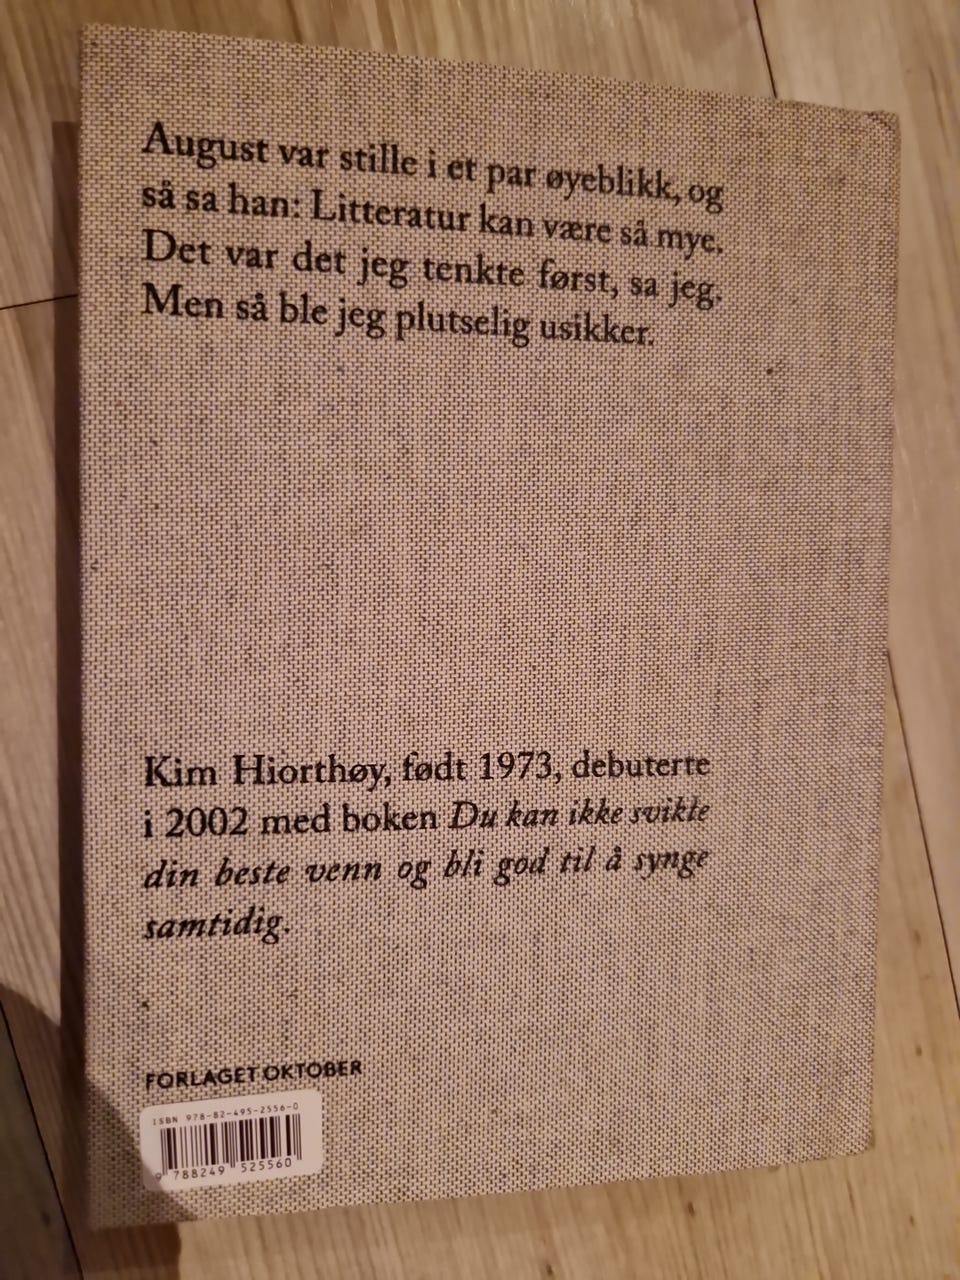 August var stille i et par øyeblikk, og
så sa han: Litteratur kan være så mye.
Det var det jeg tenkte først, sa jeg.
Men så ble jeg plutselig usikker.
Kim Hiorthøy, født 1973, debuterte
i 2002 med boken Du kan ikke svikte
din beste venn og bli god til å synge
samtidig.
FORLAGET OKTOBER
ISBN 978-82-495-2556-0
9 788249 525560